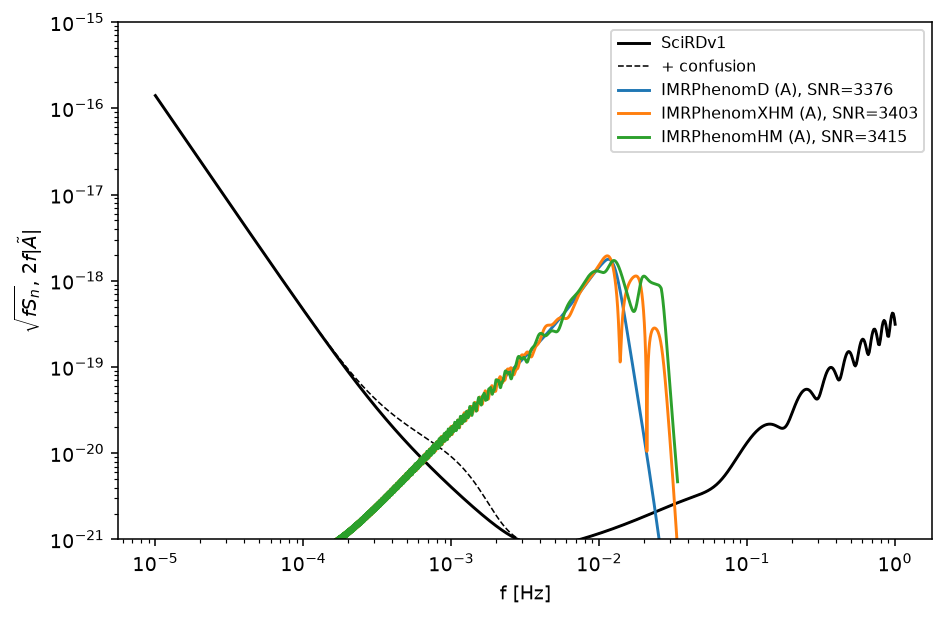 10⁻¹⁵
10⁻¹⁶
10⁻¹⁷
10⁻¹⁸
10⁻¹⁹
10⁻²⁰
10⁻²¹
√fSₙ, 2f|Ã|
SciRDv1
+ confusion
IMRPhenomD (A), SNR=3376
IMRPhenomXHM (A), SNR=3403
IMRPhenomHM (A), SNR=3415
10⁻⁵ 10⁻⁴ 10⁻³ 10⁻² 10⁻¹ 10⁰
f [Hz]